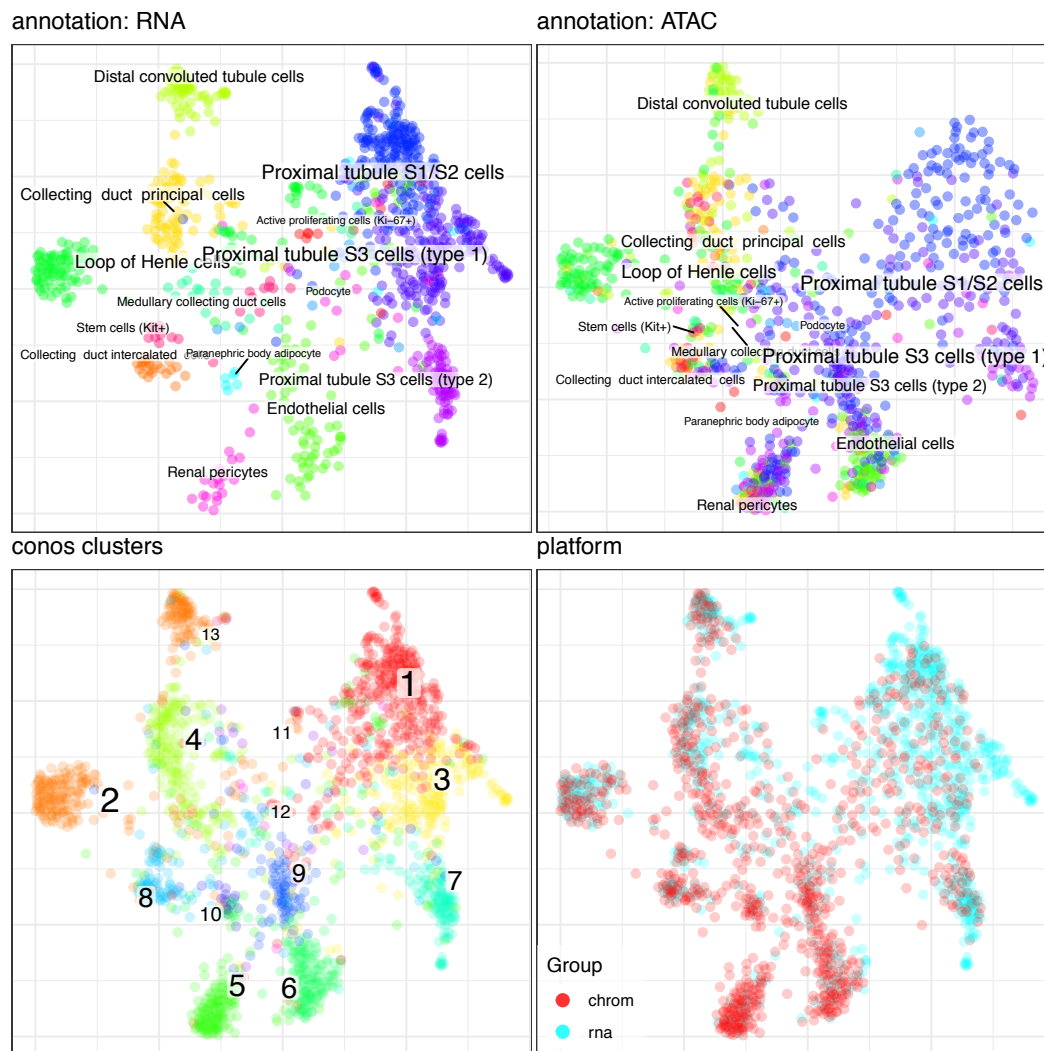 annotation: RNA
Distal convoluted tubule cells
Proximal tubule S1/S2 cells
Collecting duct principal cells
Active proliferating cells (Ki−67+)
Proximal tubule S3 cells (type 1)
Loop of Henle cells
Podocyte
Medullary collecting duct cells
Stem cells (Kit+)
Collecting duct intercalated
Paranephric body adipocyte
Proximal tubule S3 cells (type 2)
Endothelial cells
Renal pericytes
annotation: ATAC
Distal convoluted tubule cells
Collecting duct principal cells
Loop of Henle cells
Proximal tubule S1/S2 cells
Active proliferating cells (Ki−67+)
Stem cells (Kit+)
Podocyte
Medullary collec
Proximal tubule S3 cells (type 1)
Collecting duct intercalated cells
Proximal tubule S3 cells (type 2)
Paranephric body adipocyte
Endothelial cells
Renal pericytes
conos clusters
13
1
4
11
3
2
12
9
7
8
10
5
6
platform
Group
chrom
rna